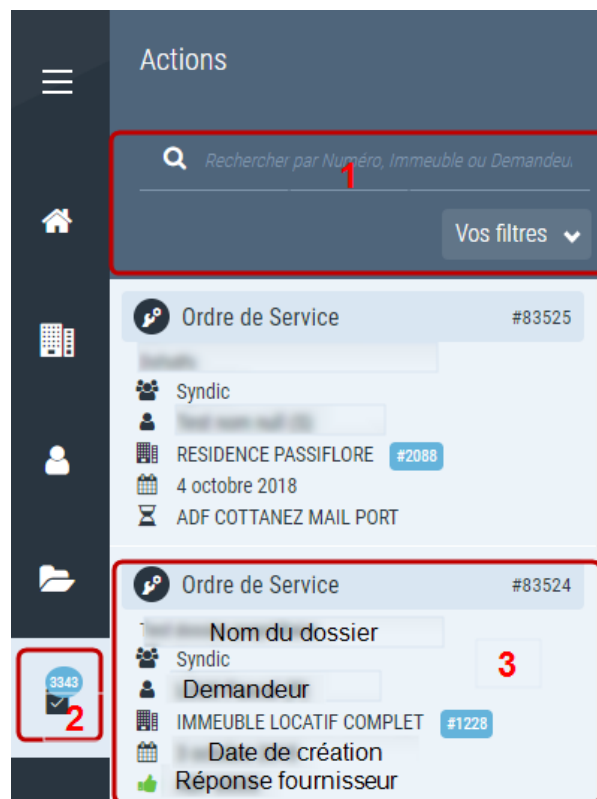 Actions
Rechercher par Numéro, Immeuble ou Demandeur
1
Vos filtres
Ordre de Service #83525
Syndic
RESIDENCE PASSIFLORE #2088
4 octobre 2018
ADF COTTANEZ MAIL PORT
Ordre de Service #83524
Nom du dossier
Syndic
3
Demandeur
3343
2
IMMEUBLE LOCATIF COMPLET #1228
Date de création
Réponse fournisseur